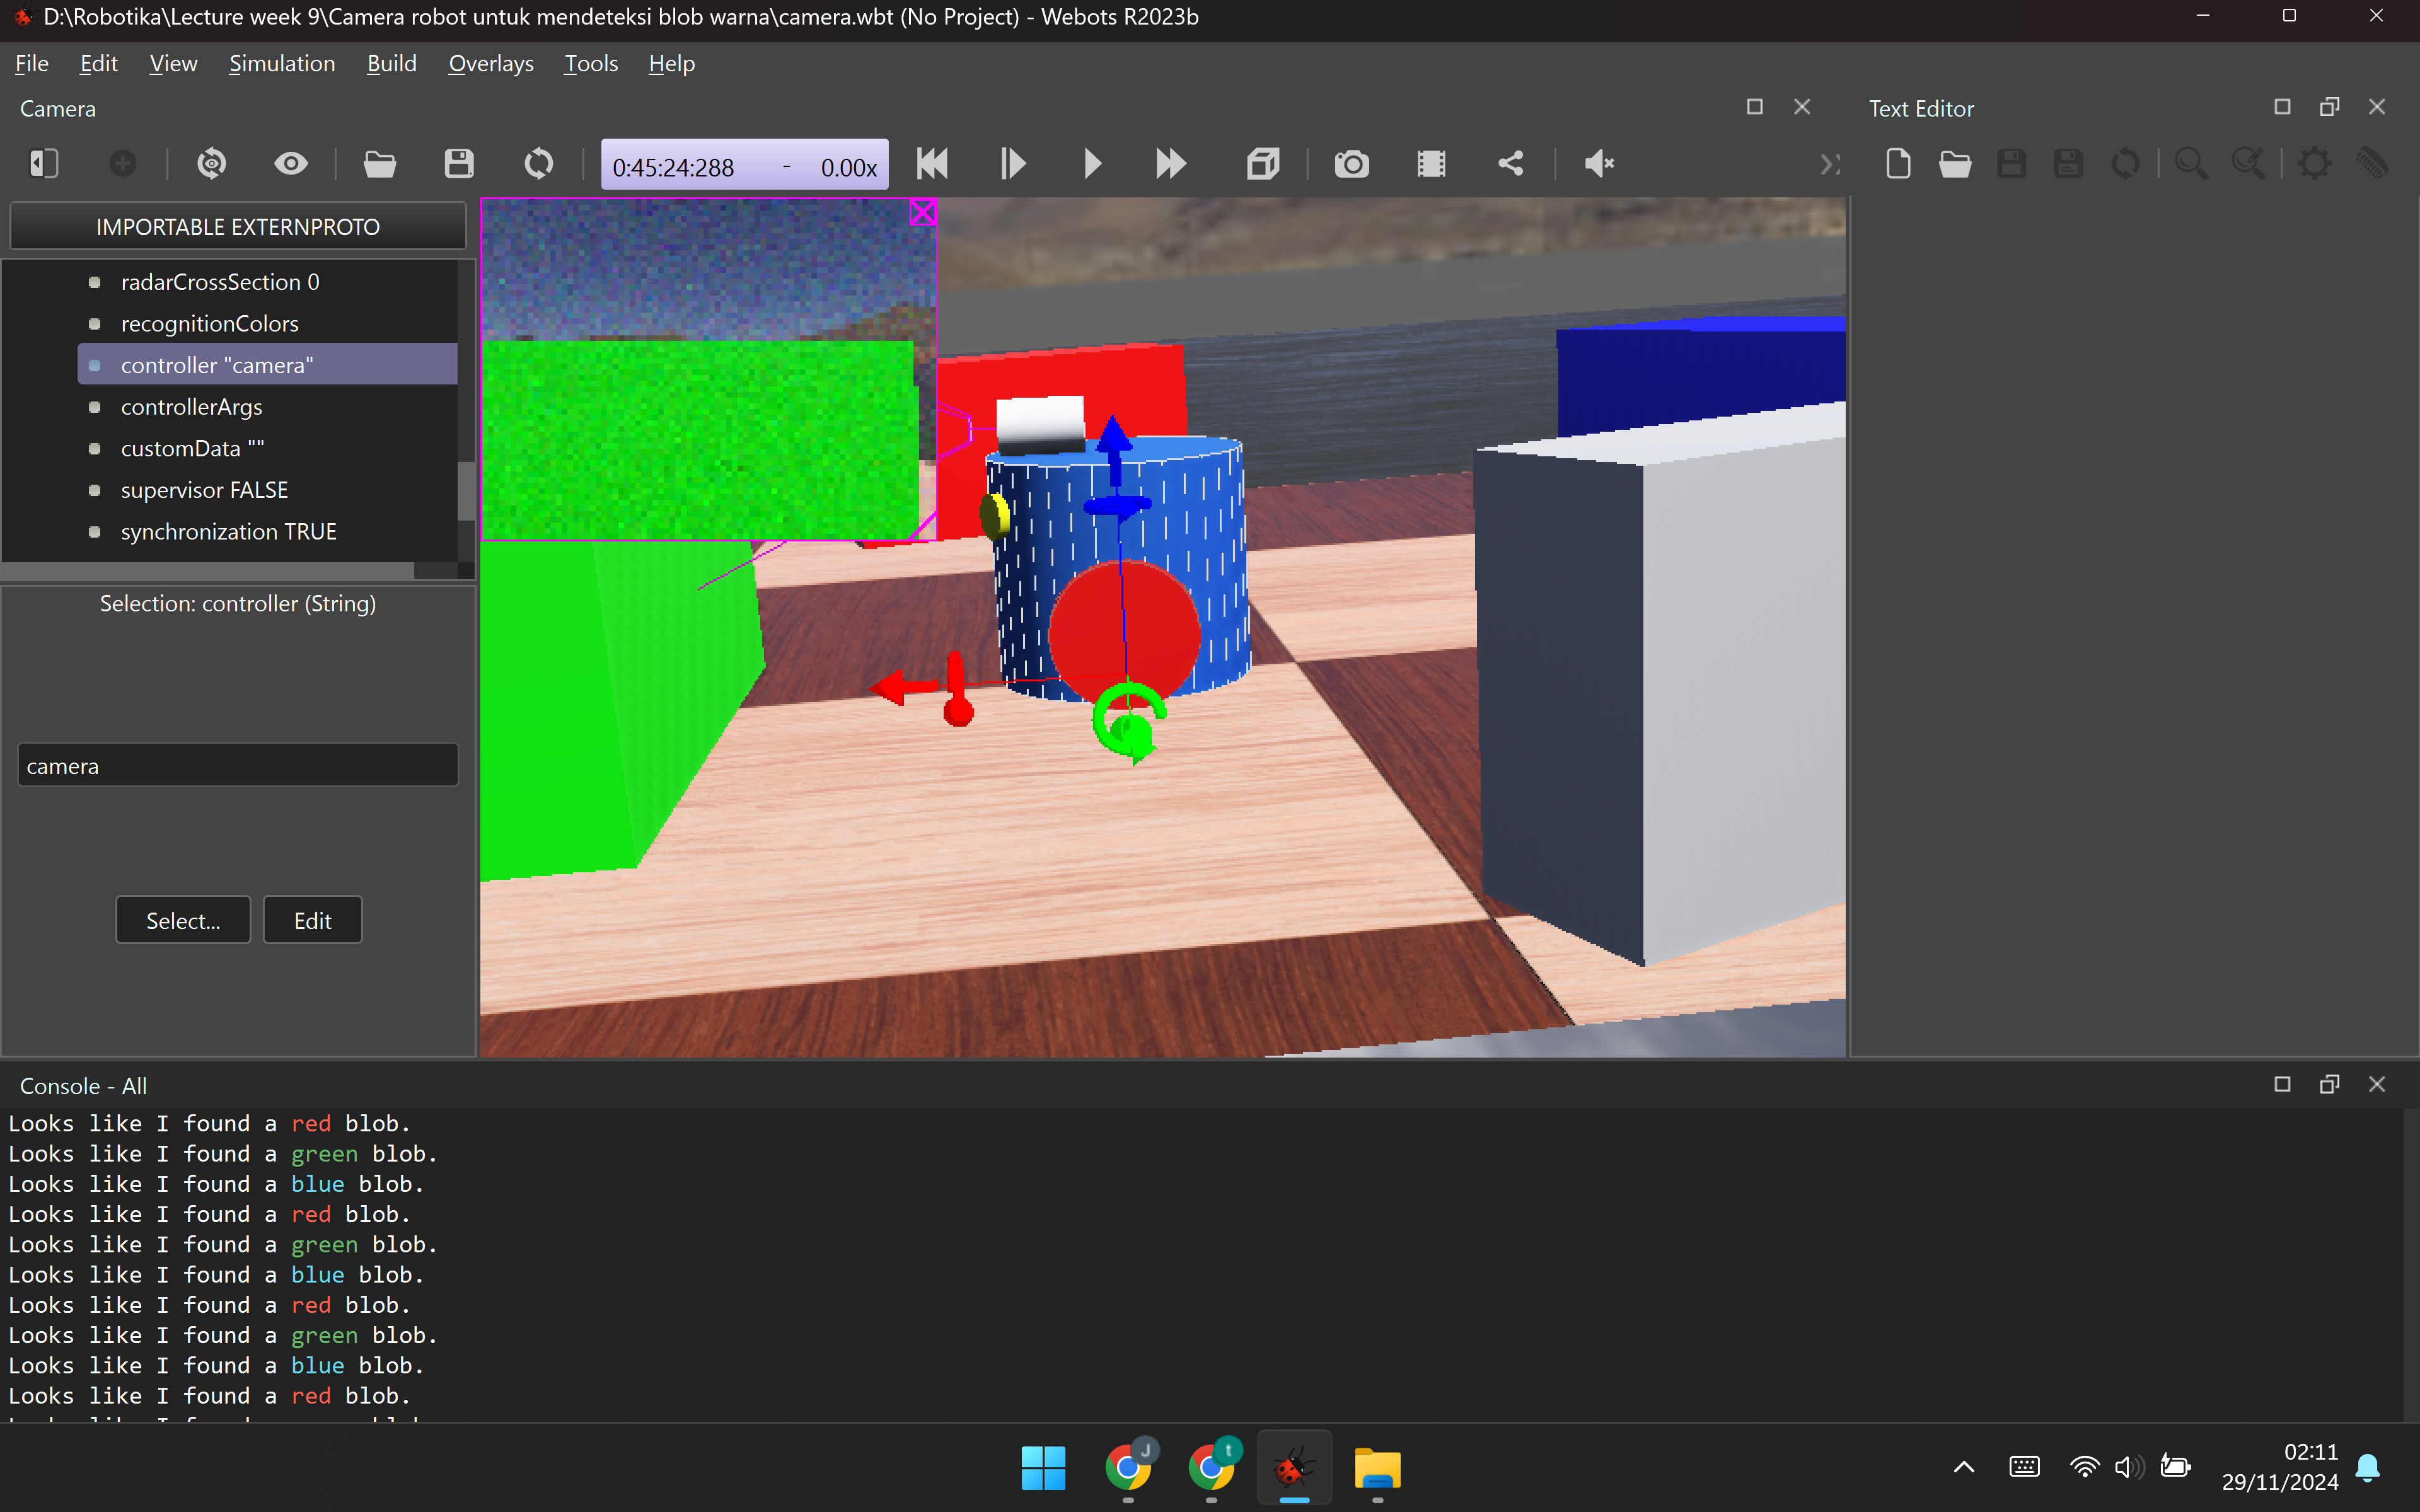 D:\Robotika\Lecture week 9\Camera robot untuk mendeteksi blob warna\camera.wbt (No Project) - Webots R2023b
File Edit View Simulation Build Overlays Tools Help
Camera
Text Editor
0:45:24:288 - 0.00x
IMPORTABLE EXTERNPROTO
radarCrossSection 0
recognitionColors
controller "camera"
controllerArgs
customData ""
supervisor FALSE
synchronization TRUE
Selection: controller (String)
camera
Select... Edit
Console - All
Looks like I found a red blob.
Looks like I found a green blob.
Looks like I found a blue blob.
Looks like I found a red blob.
Looks like I found a green blob.
Looks like I found a blue blob.
Looks like I found a red blob.
Looks like I found a green blob.
Looks like I found a blue blob.
Looks like I found a red blob.
J
t
02:11
29/11/2024